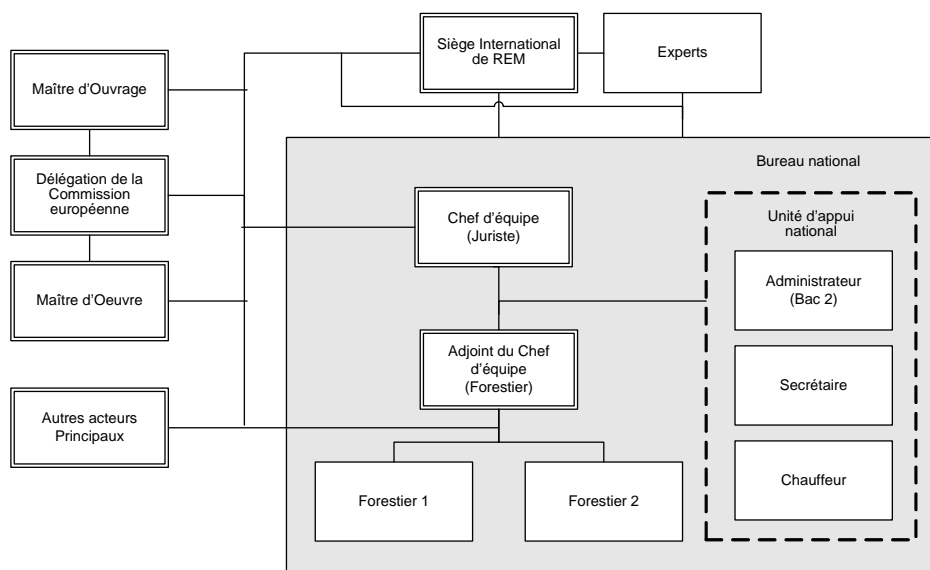 Siège International
de REM
Experts
Maître d'Ouvrage
Délégation de la
Commission
européenne
Maître d'Oeuvre
Autres acteurs
Principaux
Bureau national
Chef d'équipe
(Juriste)
Adjoint du Chef
d'équipe
(Forestier)
Forestier 1
Forestier 2
Unité d'appui
national
Administrateur
(Bac 2)
Secrétaire
Chauffeur